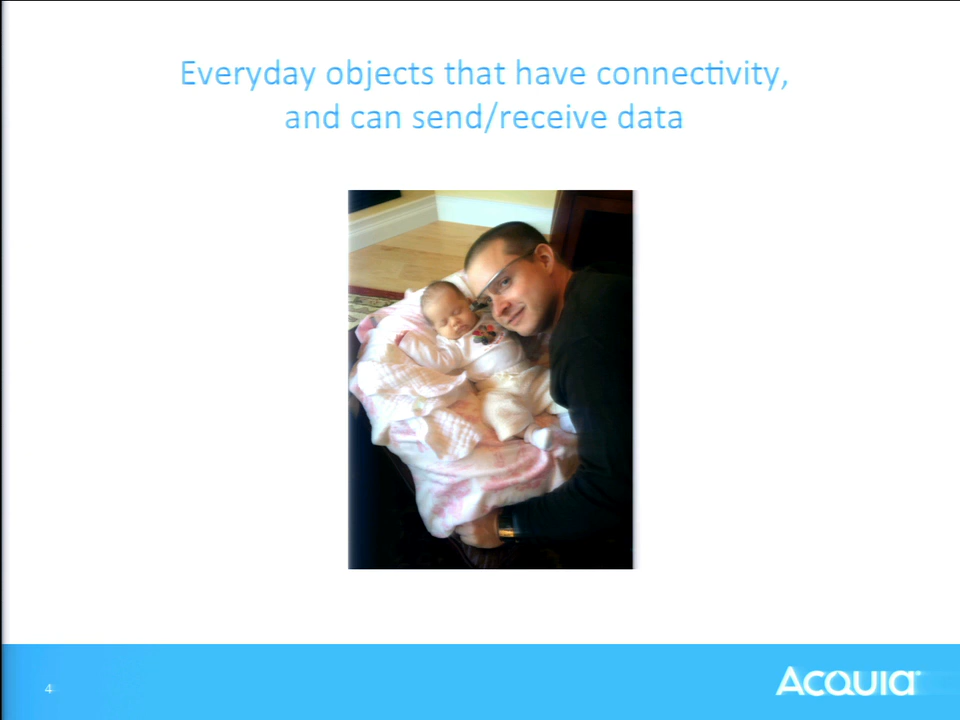 Everyday objects that have connectivity,
and can send/receive data
4
Acquia